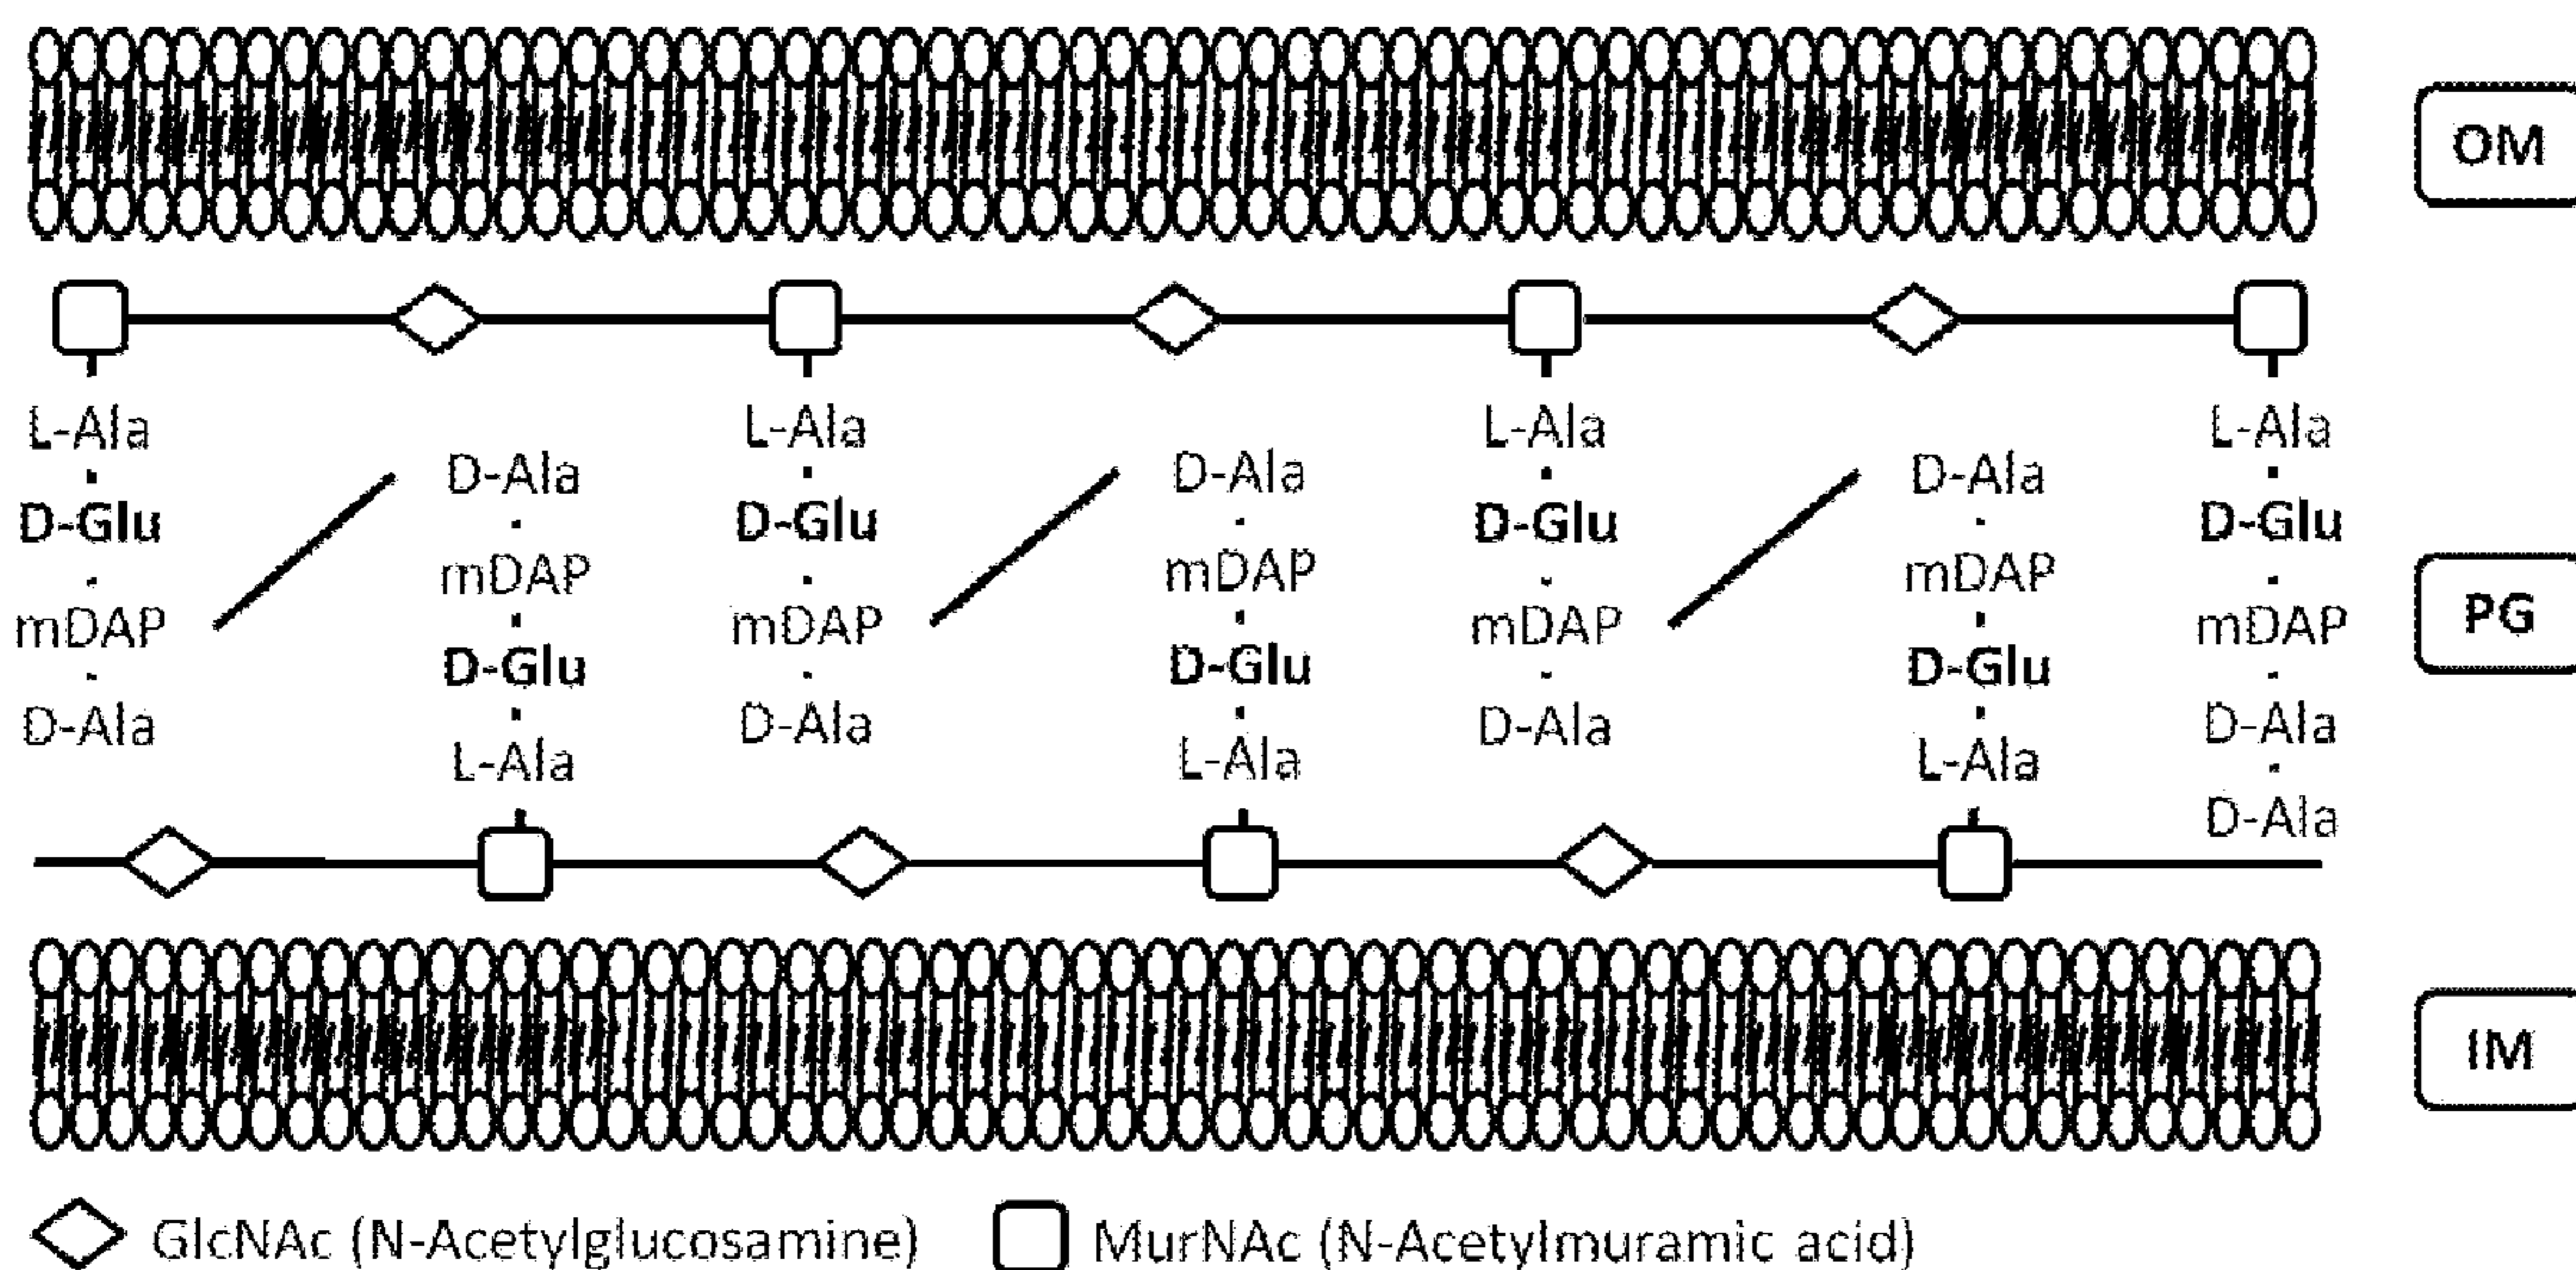 OM
L-Ala L-Ala L-Ala L-Ala
D-Ala D-Ala D-Ala
D-Glu D-Glu D-Glu D-Glu
mDAP mDAP mDAP
PG
mDAP mDAP mDAP mDAP
D-Glu D-Glu D-Glu
D-Ala D-Ala D-Ala D-Ala
L-Ala L-Ala L-Ala
D-Ala
IM
GlcNAc (N-Acetylglucosamine) MurNAc (N-Acetylmuramic acid)